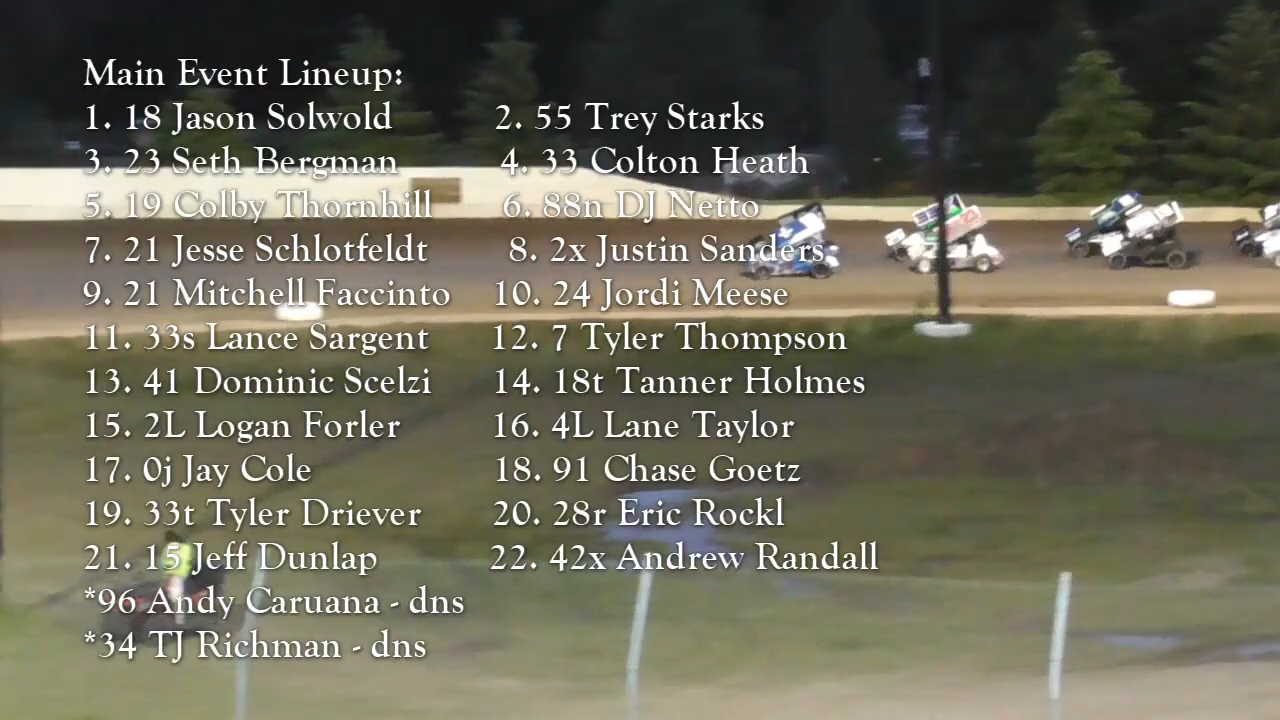 Main Event Lineup:
1. 18 Jason Solwold 2. 55 Trey Starks
3. 23 Seth Bergman 4. 33 Colton Heath
5. 19 Colby Thornhill 6. 88n DJ Netto
7. 21 Jesse Schlotfeldt 8. 2x Justin Sanders
9. 21 Mitchell Faccinto 10. 24 Jordi Meese
11. 33s Lance Sargent 12. 7 Tyler Thompson
13. 41 Dominic Scelzi 14. 18t Tanner Holmes
15. 2L Logan Forler 16. 4L Lane Taylor
17. 0j Jay Cole 18. 91 Chase Goetz
19. 33t Tyler Driever 20. 28r Eric Rockl
21. 15 Jeff Dunlap 22. 42x Andrew Randall
*96 Andy Caruana - dns
*34 TJ Richman - dns